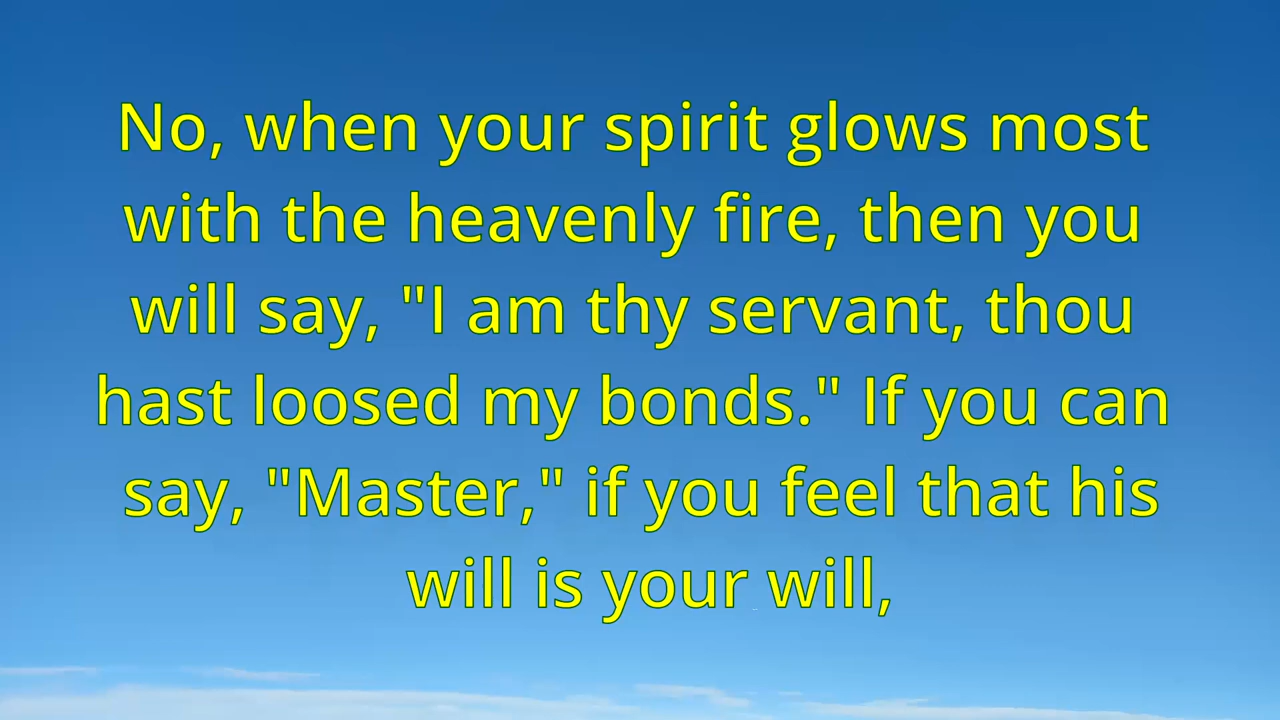 No, when your spirit glows most
with the heavenly fire, then you
will say, "I am thy servant, thou
hast loosed my bonds." If you can
say, "Master," if you feel that his
will is your will,